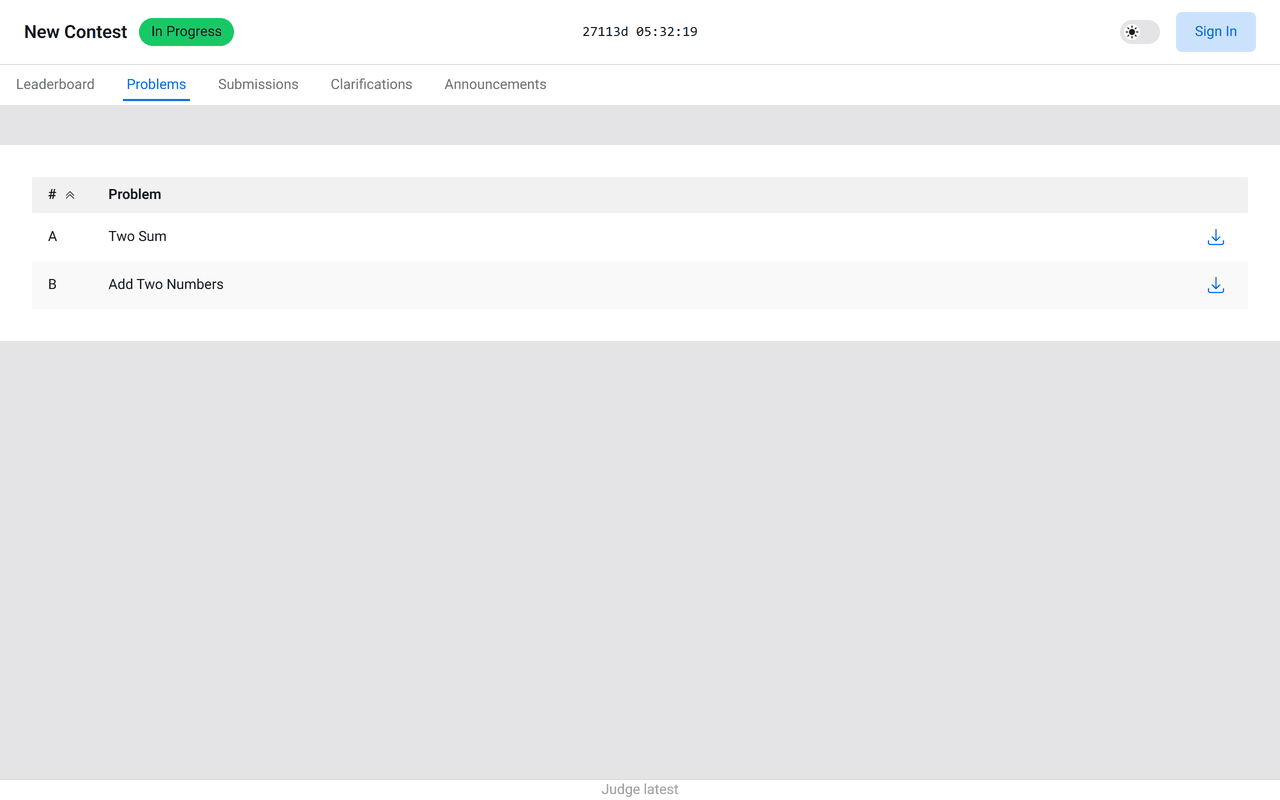 New Contest In Progress 27113d 05:32:19 Sign In
Leaderboard Problems Submissions Clarifications Announcements
# Problem
A Two Sum
B Add Two Numbers
Judge latest